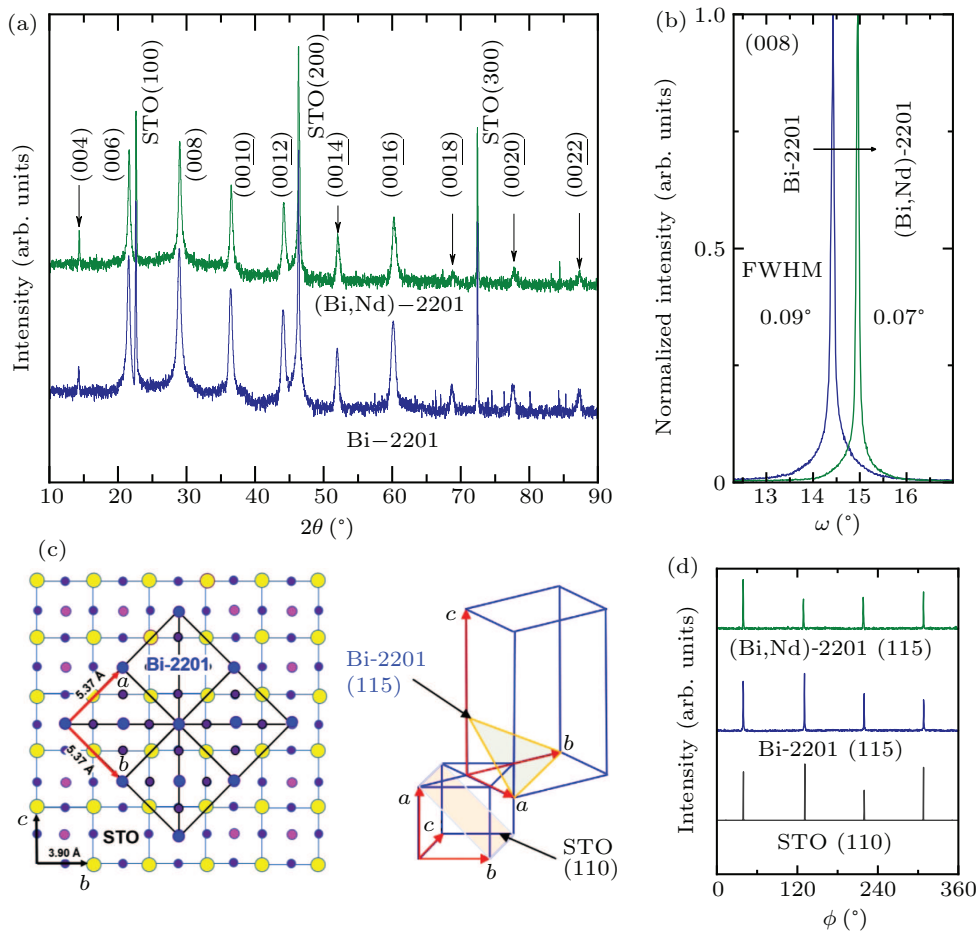 (a)
Intensity (arb. units)
(004)
(006)
STO(100)
(008)
(0010)
(0012)
STO(200)
(0014)
(0016)
(0018)
STO(300)
(0020)
(0022)
(Bi,Nd)−2201
Bi−2201
10 20 30 40 50 60 70 80 90
2θ (°)
(b)
Normalized intensity (arb. units)
1.0
0.5
0
(008)
Bi-2201
(Bi,Nd)-2201
FWHM
0.09°
0.07°
13 14 15 16
ω (°)
(c)
Bi-2201
5.37 Å
a
5.37 Å
b
c
STO
3.90 Å
b
Bi-2201
(115)
c
b
a
a
c
b
STO
(110)
(d)
Intensity (arb. units)
(Bi,Nd)-2201 (115)
Bi-2201 (115)
STO (110)
0 120 240 360
ϕ (°)